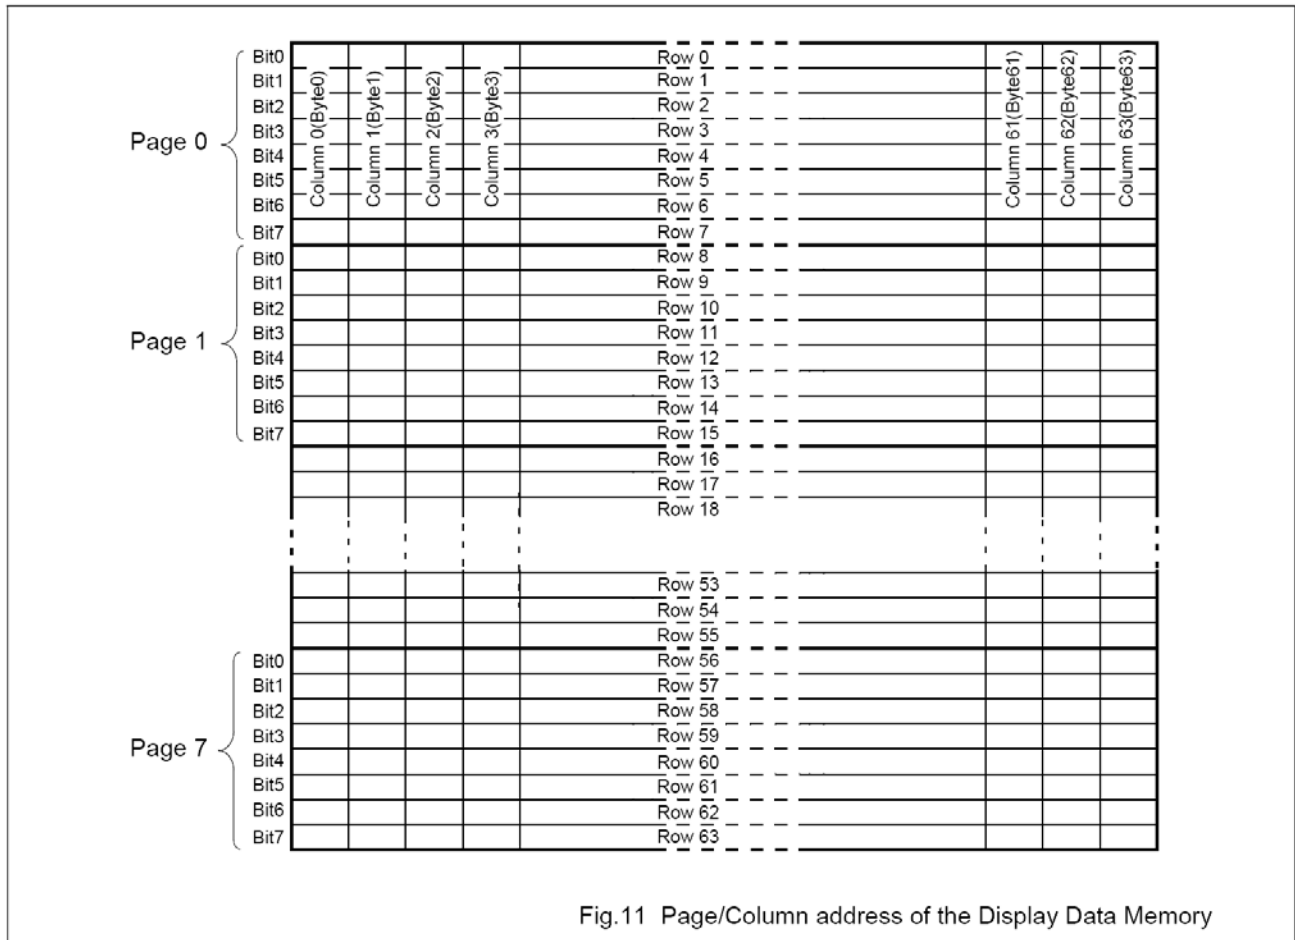 Bit0 Row 0
Bit1 Row 1
Bit2 Row 2
Bit3 Row 3
Page 0
Bit4 Row 4
Bit5 Row 5
Bit6 Row 6
Bit7 Row 7
Column 0(Byte0)
Column 1(Byte1)
Column 2(Byte2)
Column 3(Byte3)
Column 61(Byte61)
Column 62(Byte62)
Column 63(Byte63)
Bit0 Row 8
Bit1 Row 9
Bit2 Row 10
Bit3 Row 11
Page 1
Bit4 Row 12
Bit5 Row 13
Bit6 Row 14
Bit7 Row 15
Row 16
Row 17
Row 18
Row 53
Row 54
Row 55
Bit0 Row 56
Bit1 Row 57
Bit2 Row 58
Bit3 Row 59
Page 7
Bit4 Row 60
Bit5 Row 61
Bit6 Row 62
Bit7 Row 63
Fig.11 Page/Column address of the Display Data Memory